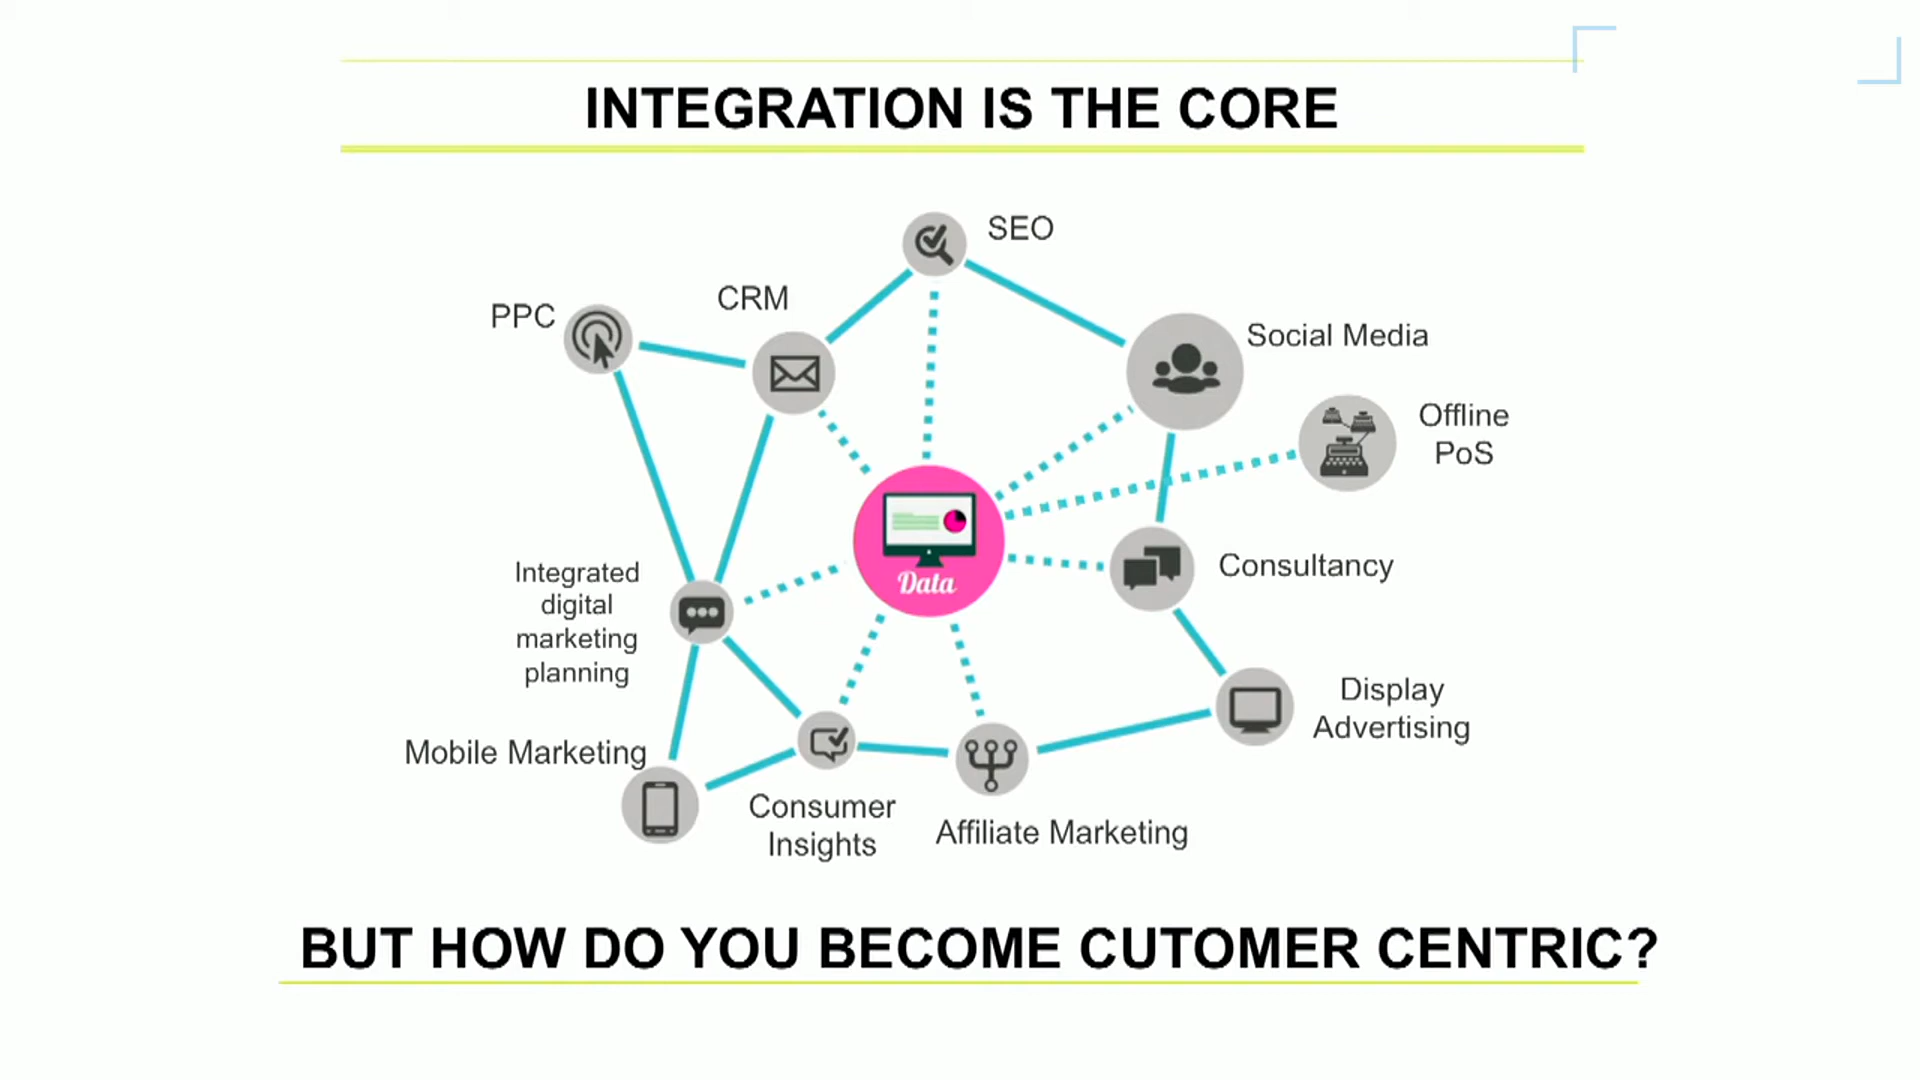 INTEGRATION IS THE CORE
SEO
CRM
PPC
Social Media
Offline
PoS
Data
Consultancy
Integrated
digital
marketing
planning
Display
Advertising
Mobile Marketing
Consumer
Insights
Affiliate Marketing
BUT HOW DO YOU BECOME CUTOMER CENTRIC?